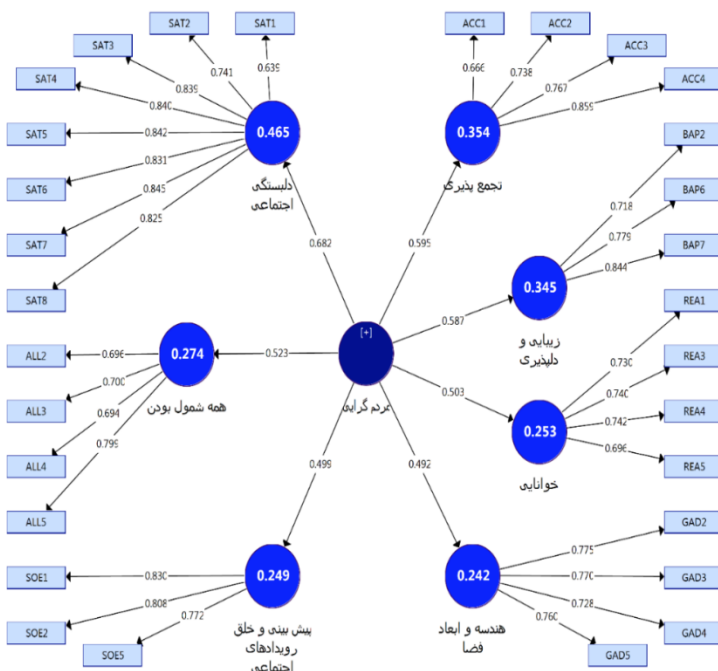 SAT1
SAT2
SAT3
SAT4
SAT5
SAT6
SAT7
SAT8
0.639
0.741
0.839
0.840
0.842
0.831
0.845
0.825
0.465
دلبستگی
اجتماعی
0.682
ACC1
ACC2
ACC3
ACC4
0.666
0.738
0.767
0.859
0.354
تجمع پذیری
0.595
BAP2
BAP6
BAP7
0.718
0.779
0.844
0.345
زیبایی و
دلپذیری
0.587
[+]
مردم گرایی
ALL2
ALL3
ALL4
ALL5
0.696
0.700
0.694
0.799
0.274
همه شمول بودن
0.523
REA1
REA3
REA4
REA5
0.730
0.740
0.742
0.696
0.253
خوانایی
0.503
SOE1
SOE2
SOE5
0.830
0.808
0.772
0.249
پیش بینی و خلق
رویدادهای
اجتماعی
0.499
GAD2
GAD3
GAD4
GAD5
0.775
0.770
0.728
0.760
0.242
هندسه و ابعاد
فضا
0.492